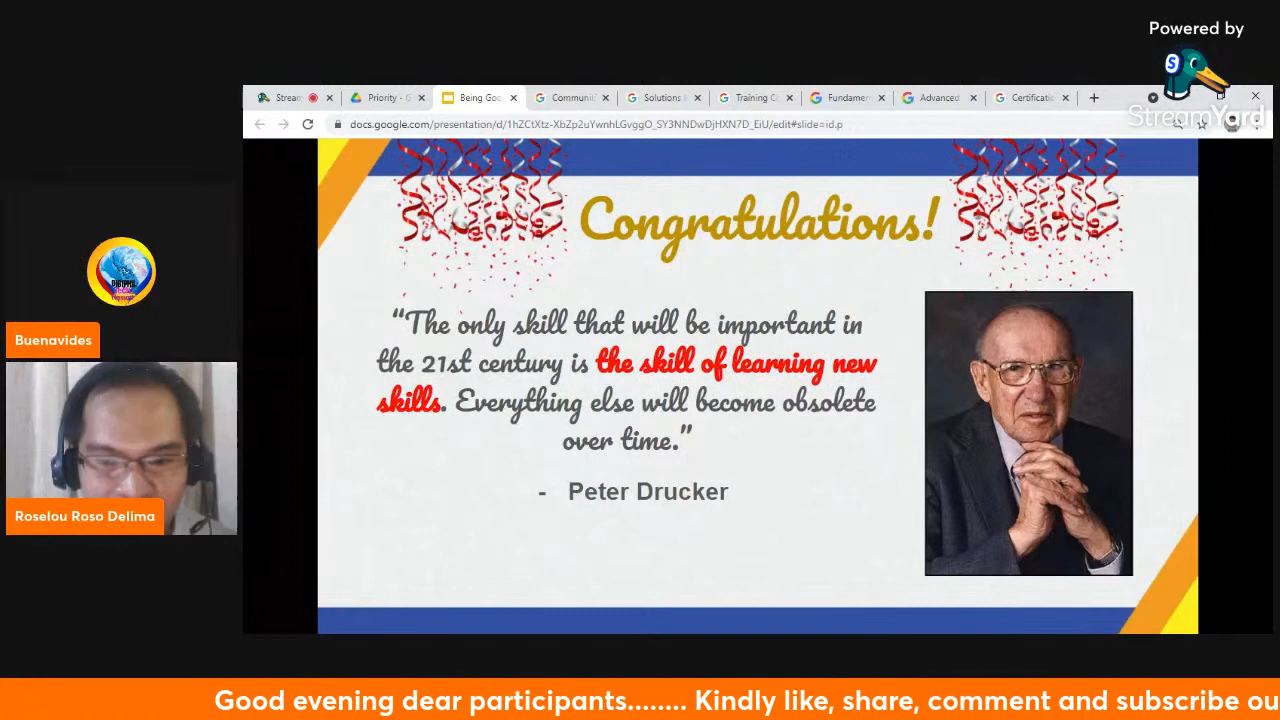 Powered by
StreamYard
Stream
Priority - G
Being Goo
Communi
Solutions
Training C
Fundamen
Advanced
Certificatio
docs.google.com/presentation/d/1hZCtXtz-XbZp2uYwnhLGvggO_SY3NNDwDjHXN7D_EiU/edit#slide=id.p
Congratulations!
“The only skill that will be important in
the 21st century is the skill of learning new
skills. Everything else will become obsolete
over time.”
- Peter Drucker
Buenavides
Roselou Roso Delima
Good evening dear participants........ Kindly like, share, comment and subscribe ou